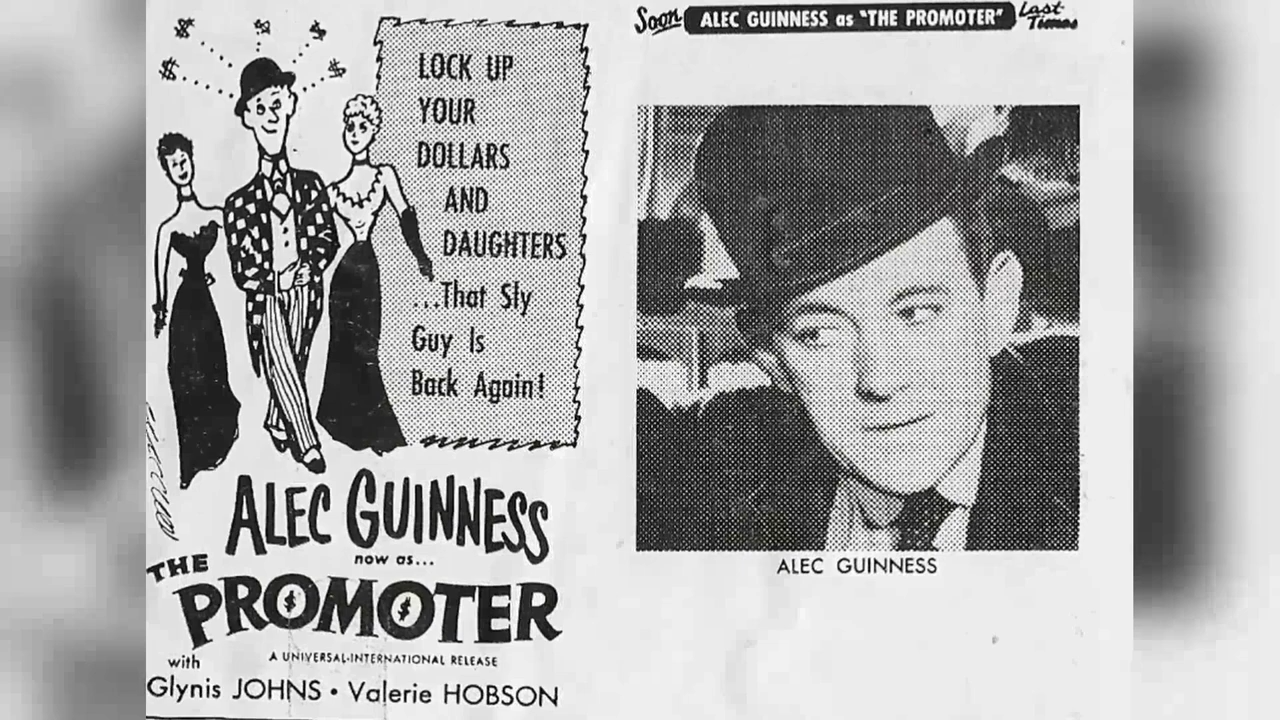 LOCK UP
YOUR
DOLLARS
AND
DAUGHTERS
...That Sly
Guy Is
Back Again!
ALEC GUINNESS
now as...
THE
PROMOTER
A UNIVERSAL-INTERNATIONAL RELEASE
with
Glynis JOHNS • Valerie HOBSON
Soon ALEC GUINNESS as "THE PROMOTER" Last Times
ALEC GUINNESS